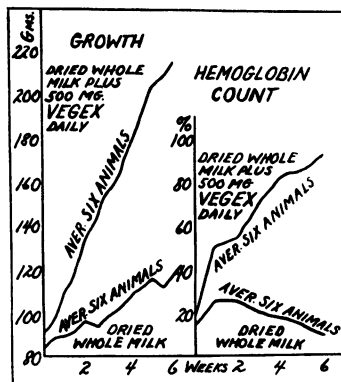 GMS.
GROWTH
220
200
180
160
140
120
100
80
DRIED WHOLE
MILK PLUS
500 MG.
VEGEX
DAILY
AVER. SIX ANIMALS
AVER. SIX ANIMALS
DRIED
WHOLE MILK
2 4 6 WEEKS 2 4 6
HEMOGLOBIN
COUNT
%
100
80
60
40
20
DRIED WHOLE
MILK PLUS
500 MG.
VEGEX
DAILY
AVER. SIX ANIMALS
AVER. SIX ANIMALS
DRIED
WHOLE MILK